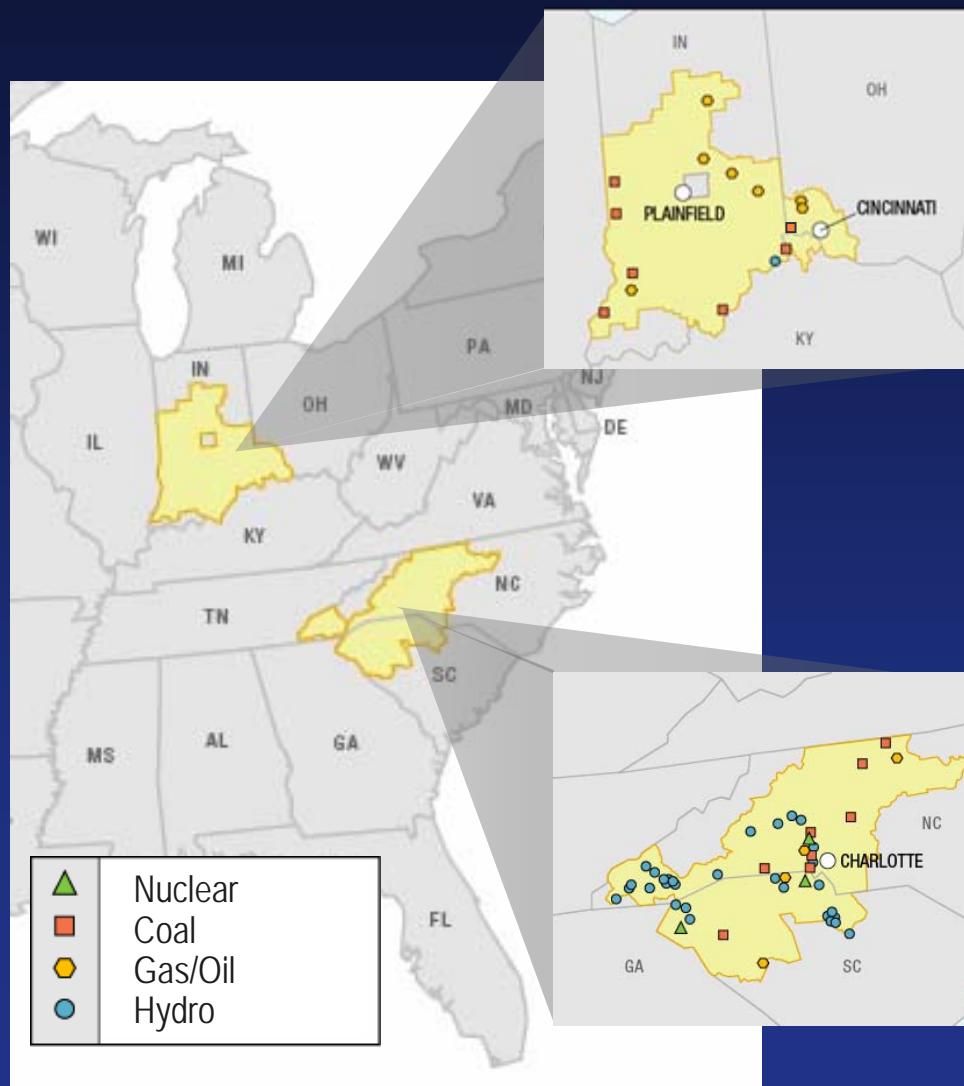 IN
OH
PLAINFIELD
CINCINNATI
KY
WI
MI
PA
IN
OH
NJ
MD
DE
IL
WV
VA
KY
NC
TN
SC
MS
AL
GA
FL
NC
CHARLOTTE
GA
SC
Nuclear
Coal
Gas/Oil
Hydro